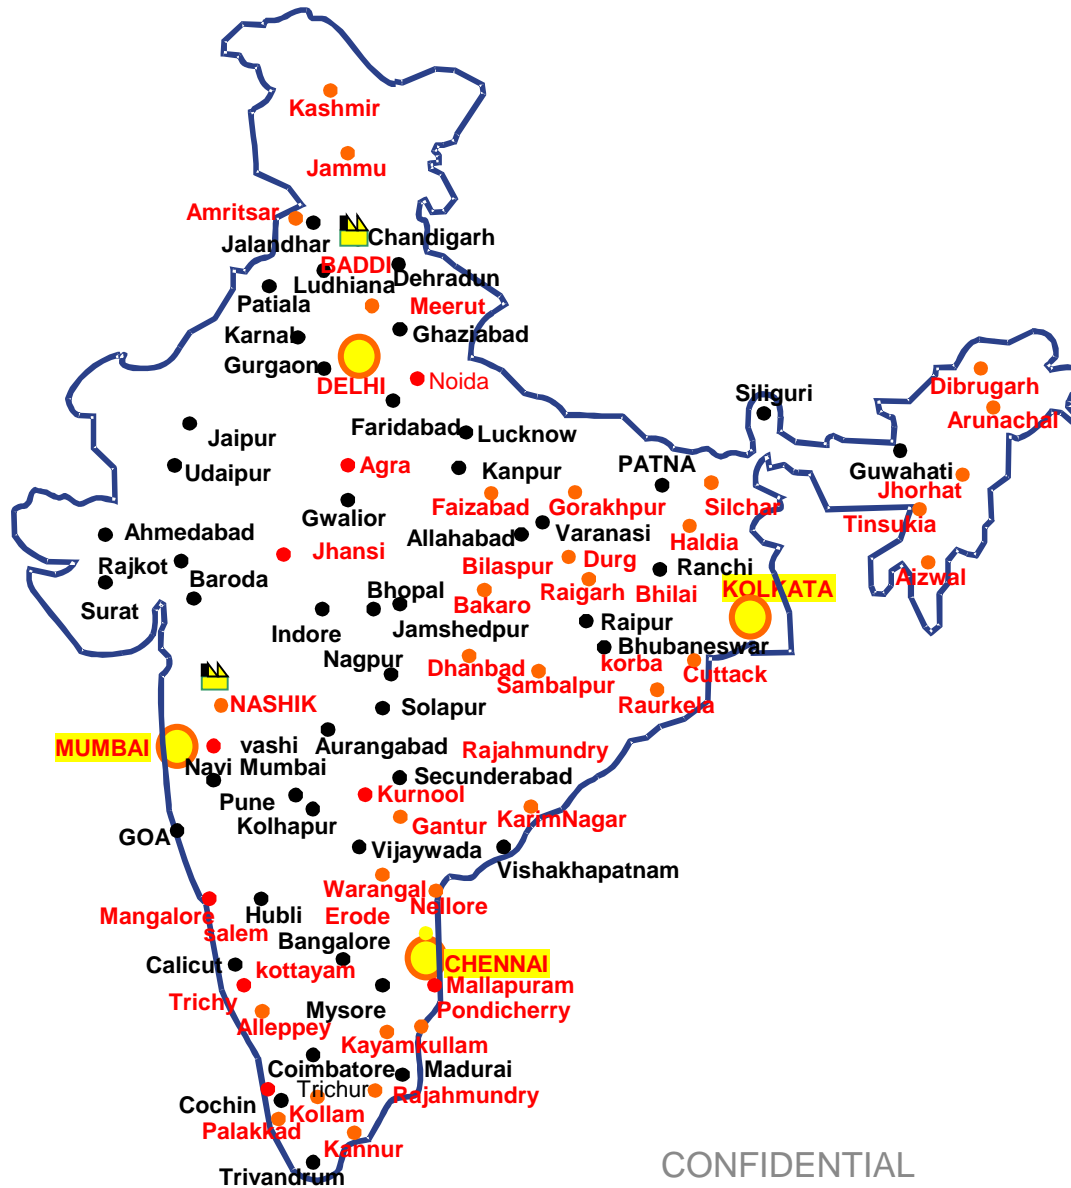 Kashmir
Jammu
Amritsar
Jalandhar
Chandigarh
BADDI
Dehradun
Ludhiana
Patiala
Meerut
Karnal
Ghaziabad
Gurgaon
DELHI
Noida
Dibrugarh
Siliguri
Arunachal
Faridabad
Lucknow
Jaipur
Agra
Kanpur
PATNA
Guwahati
Udaipur
Jhorhat
Faizabad
Gorakhpur
Silchar
Gwalior
Tinsukia
Ahmedabad
Allahabad
Varanasi
Haldia
Jhansi
Bilaspur
Durg
Rajkot
Ranchi
Aizwal
Baroda
Raigarh
Bhilai
KOLKATA
Surat
Bhopal
Bakaro
Indore
Jamshedpur
Raipur
Bhubaneswar
Nagpur
Dhanbad
korba
Cuttack
Sambalpur
NASHIK
Solapur
Raurkela
MUMBAI
vashi
Aurangabad
Rajahmundry
Navi Mumbai
Secunderabad
Pune
Kurnool
Kolhapur
Gantur
KarimNagar
GOA
Vijaywada
Vishakhapatnam
Warangal
Nellore
Mangalore
Hubli
Erode
salem
Bangalore
Calicut
kottayam
CHENNAI
Mallapuram
Trichy
Mysore
Pondicherry
Alleppey
Kayamkullam
Coimbatore
Madurai
Trichur
Rajahmundry
Cochin
Kollam
Palakkad
Kannur
Trivandrum
CONFIDENTIAL